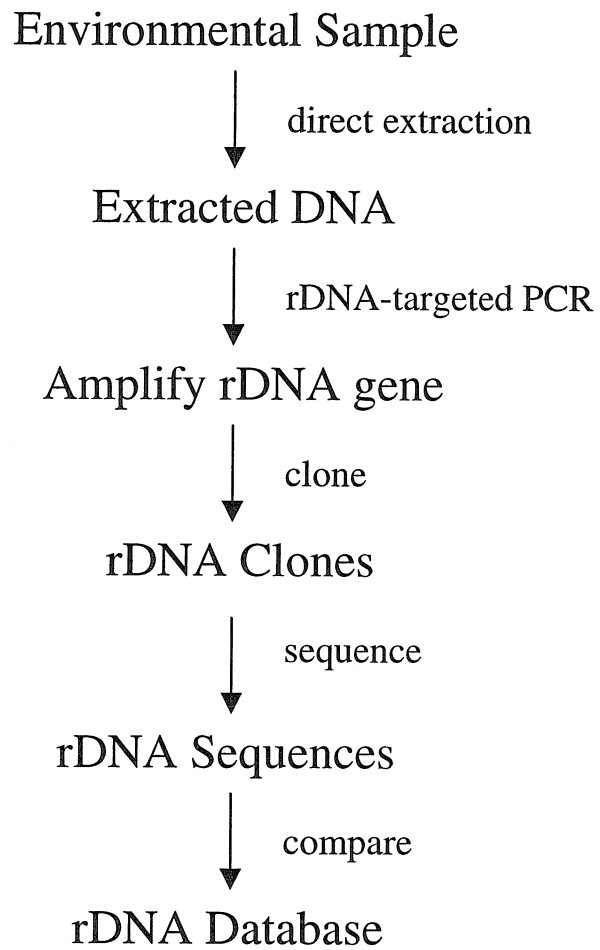 Environmental Sample
direct extraction
Extracted DNA
rDNA-targeted PCR
Amplify rDNA gene
clone
rDNA Clones
sequence
rDNA Sequences
compare
rDNA Database